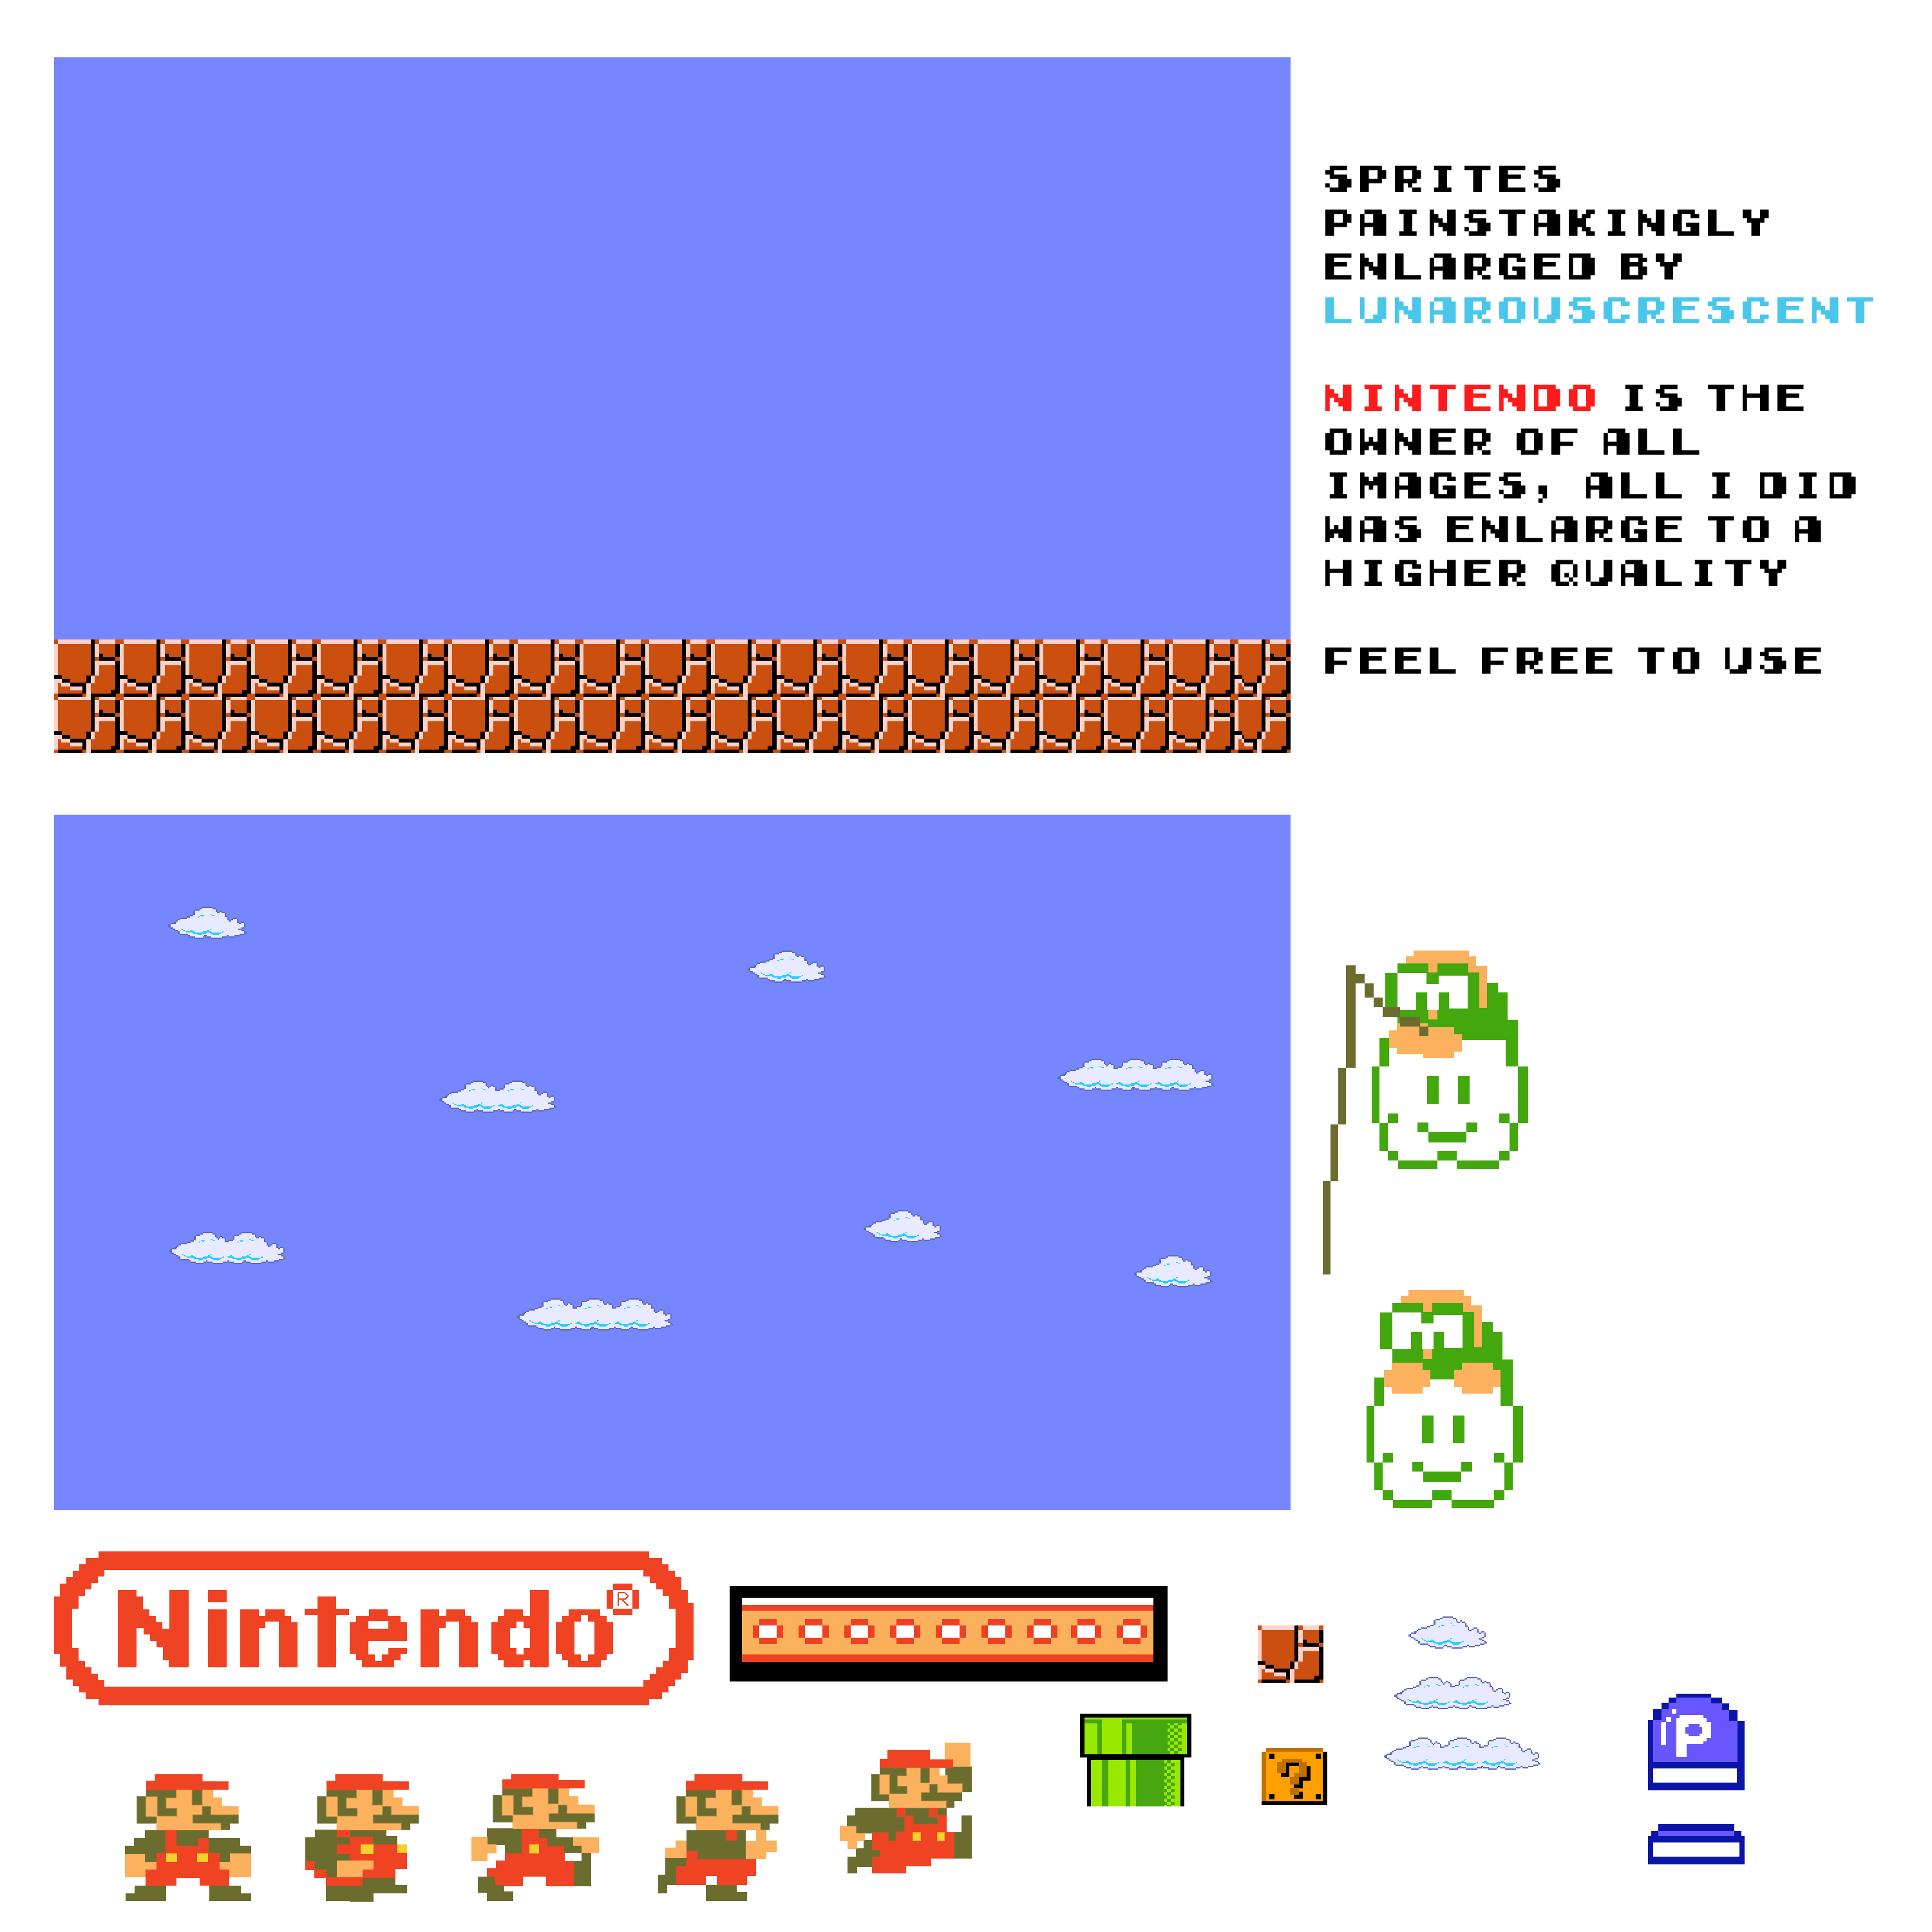 SPRITES
PAINSTAKINGLY
ENLARGED BY
LUNAROUSCRESCENT
NINTENDO IS THE
OWNER OF ALL
IMAGES, ALL I DID
WAS ENLARGE TO A
HIGHER QUALITY
FEEL FREE TO USE
Nintendo®
?
P